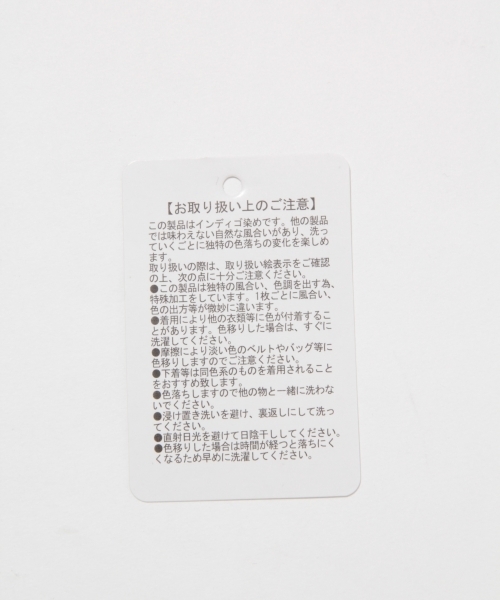 【お取り扱い上のご注意】
この製品はインディゴ染めです。他の製品
では味わえない自然な風合いがあり、洗っ
ていくごとに独特の色落ちの変化を楽しめ
ます。
取り扱いの際は、取り扱い絵表示をご確認
の上、次の点に十分ご注意ください。
●この製品は独特の風合い、色調を出す為、
特殊加工をしています。1枚ごとに風合い、
色の出方等が微妙に違います。
●着用により他の衣類等に色が付着するこ
とがあります。色移りした場合は、すぐに
洗濯してください。
●摩擦により淡い色のベルトやバッグ等に
色移りしますのでご注意ください。
●下着等は同色系のものを着用されること
をおすすめ致します。
●色落ちしますので他の物と一緒に洗わな
いでください。
●浸け置き洗いを避け、裏返しにして洗っ
てください。
●直射日光を避けて日陰干ししてください。
●色移りした場合は時間が経つと落ちにく
くなるため早めに洗濯してください。